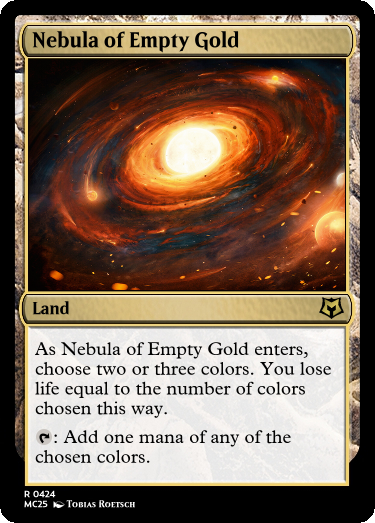 Nebula of Empty Gold
Land
As Nebula of Empty Gold enters,
choose two or three colors. You lose
life equal to the number of colors
chosen this way.
: Add one mana of any of the
chosen colors.
R 0424
MC25 Tobias Roetsch